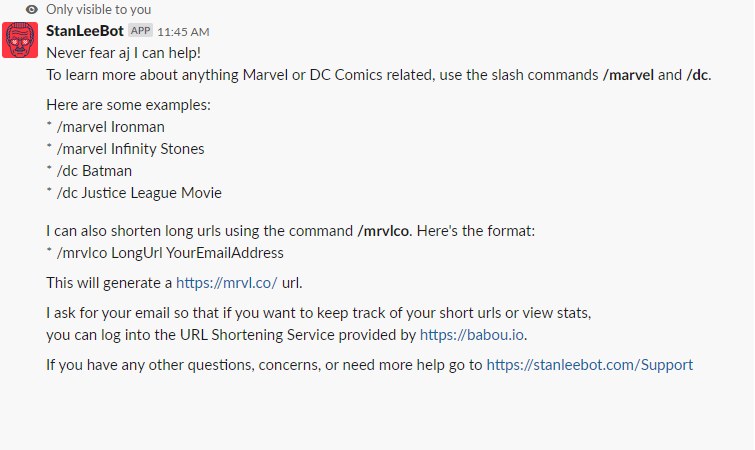 Only visible to you
StanLeeBot APP 11:45 AM
Never fear aj I can help!
To learn more about anything Marvel or DC Comics related, use the slash commands /marvel and /dc.
Here are some examples:
* /marvel Ironman
* /marvel Infinity Stones
* /dc Batman
* /dc Justice League Movie
I can also shorten long urls using the command /mrvlco. Here's the format:
* /mrvlco LongUrl YourEmailAddress
This will generate a https://mrvl.co/ url.
I ask for your email so that if you want to keep track of your short urls or view stats,
you can log into the URL Shortening Service provided by https://babou.io.
If you have any other questions, concerns, or need more help go to https://stanleebot.com/Support